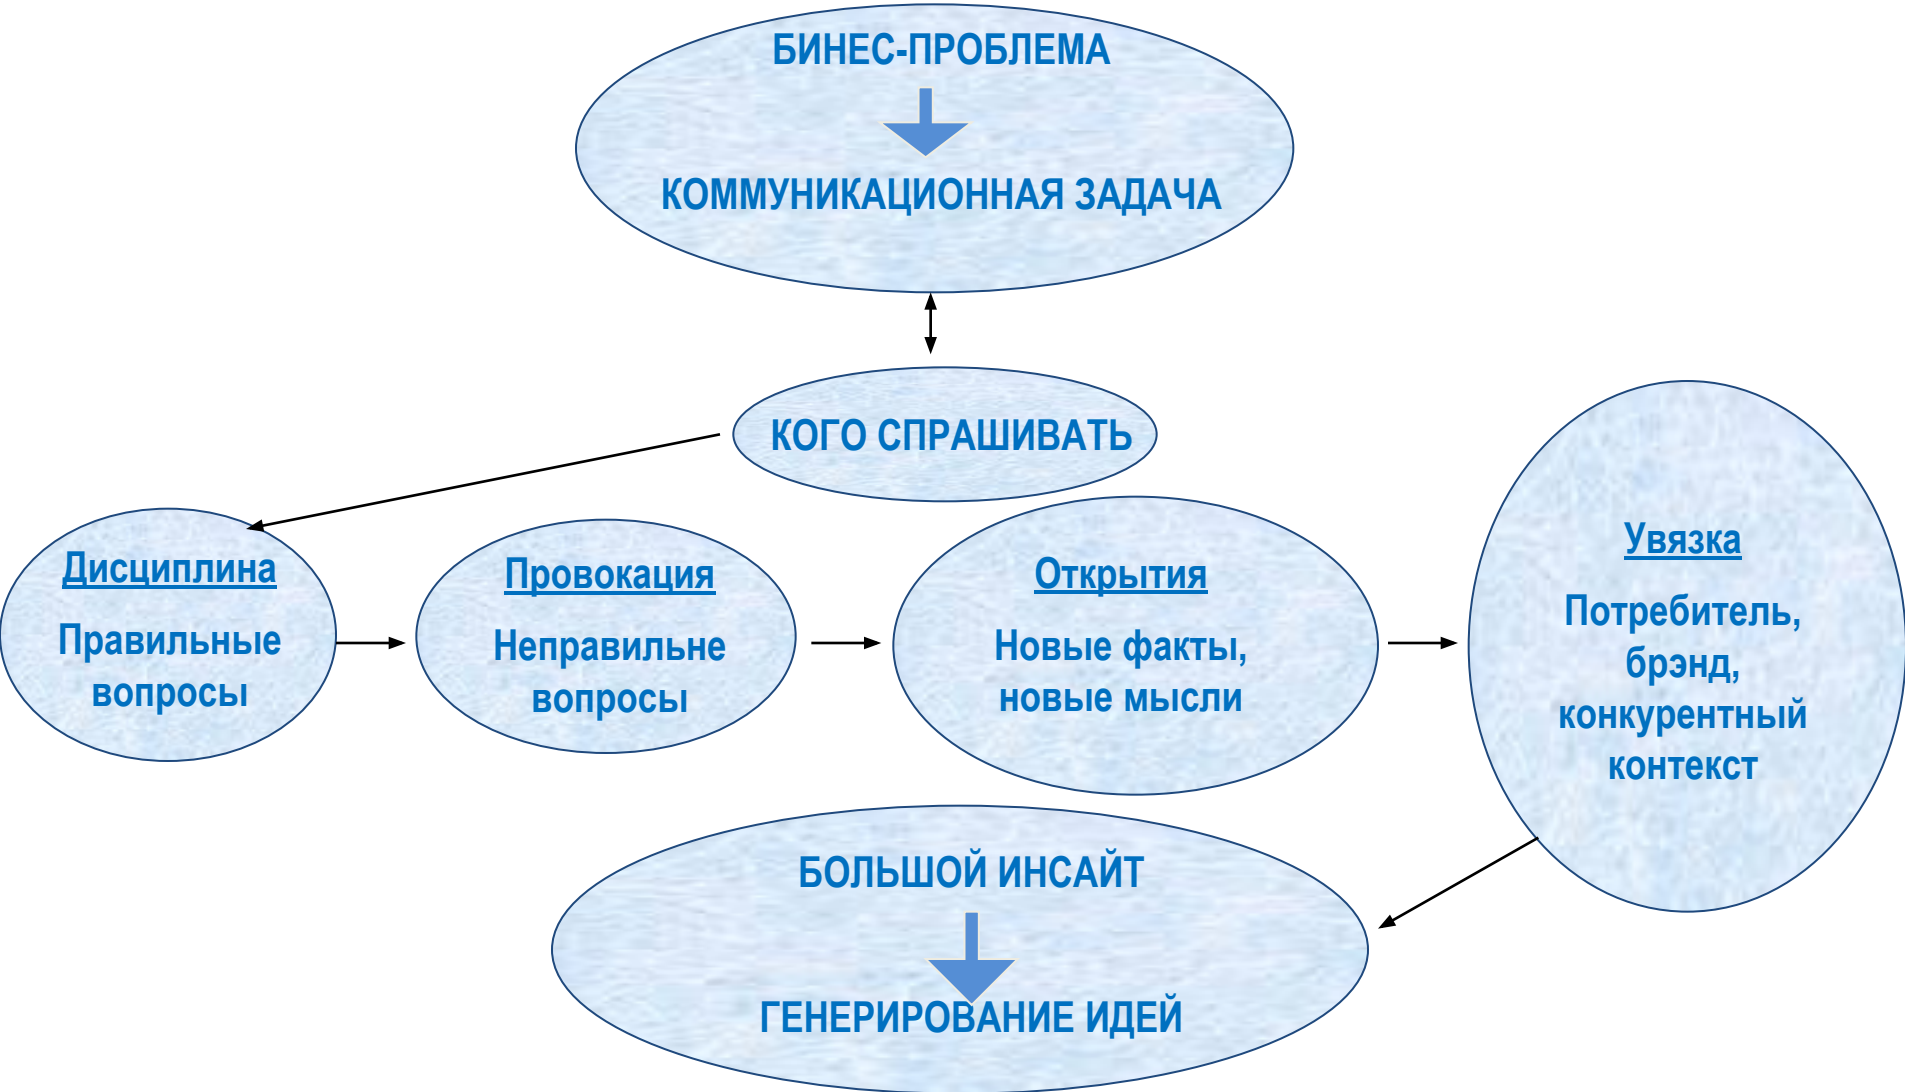 БИНЕС-ПРОБЛЕМА
КОММУНИКАЦИОННАЯ ЗАДАЧА
КОГО СПРАШИВАТЬ
Дисциплина
Правильные
вопросы
Провокация
Неправильне
вопросы
Открытия
Новые факты,
новые мысли
Увязка
Потребитель,
брэнд,
конкурентный
контекст
БОЛЬШОЙ ИНСАЙТ
ГЕНЕРИРОВАНИЕ ИДЕЙ